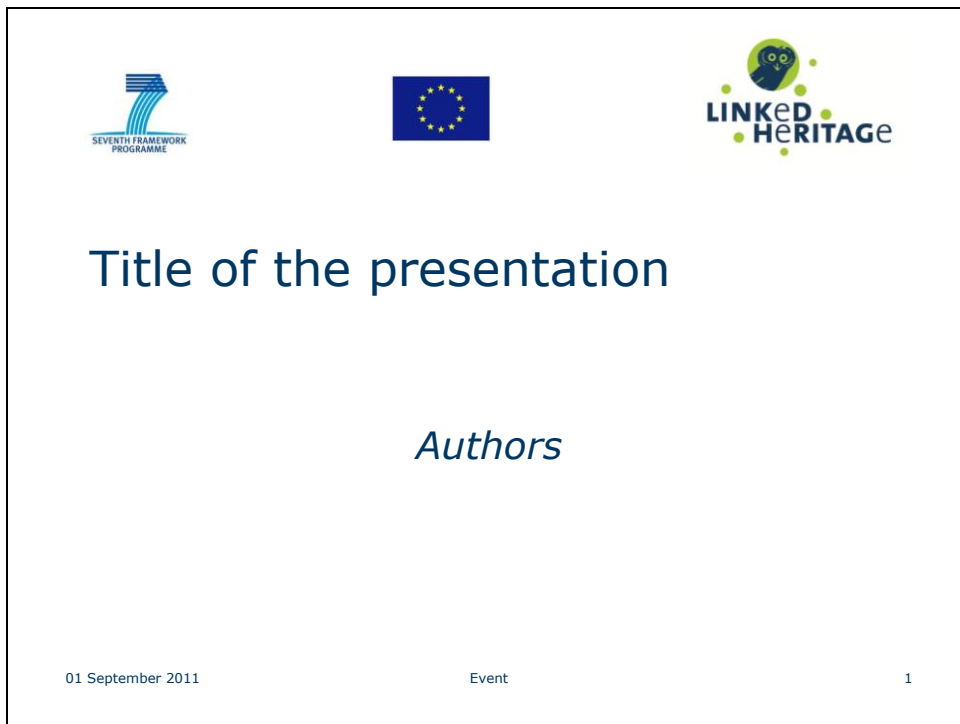 SEVENTH FRAMEWORK
PROGRAMME
LINKeD
HeRITAGe
Title of the presentation
Authors
01 September 2011 Event 1